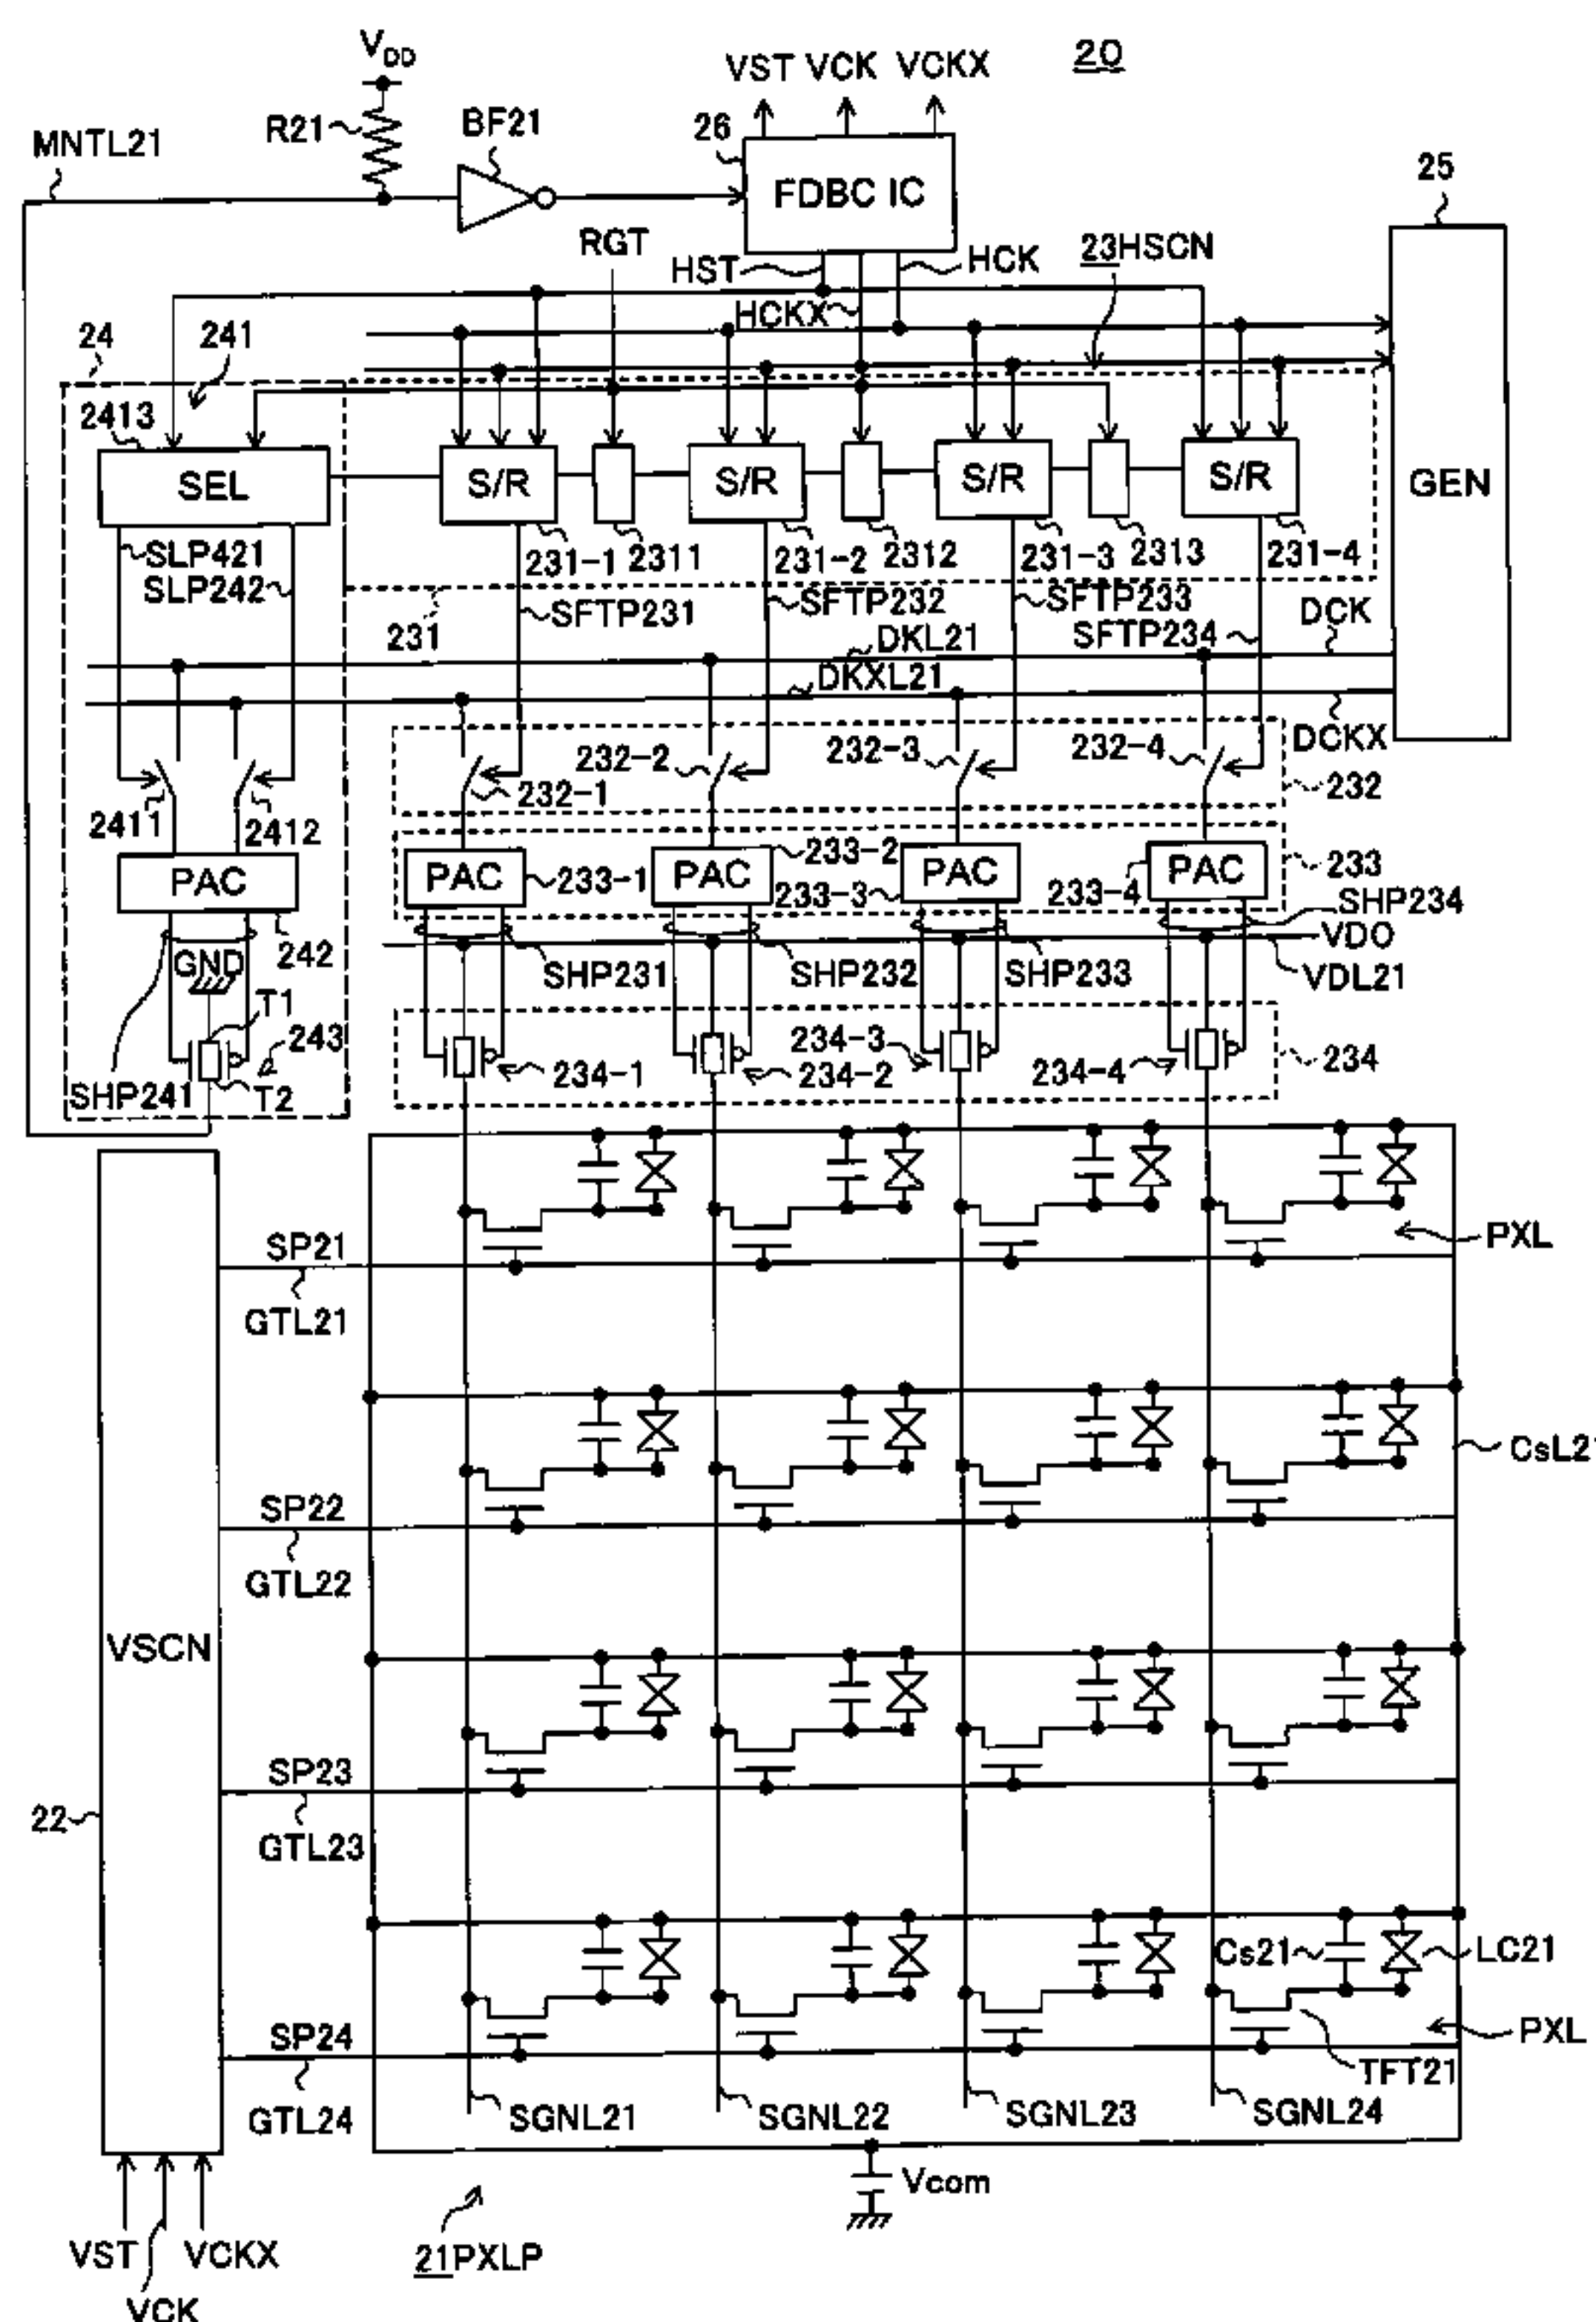 20
VDD
VST VCK VCKX
R21
BF21
26
MNTL21
FDBC IC
25
RGT
HST
HCK
23HSCN
HCKX
24
241
2413
SEL
S/R
S/R
S/R
S/R
GEN
SLP421
231-1
2311
231-2
2312
231-3
2313
231-4
SLP242
231
SFTP231
SFTP232
SFTP233
SFTP234
DCK
DKL21
DKXL21
DCKX
232-1
232-2
232-3
232-4
232
2411
2412
PAC
PAC
233-1
PAC
233-2
PAC
233-3
PAC
233-4
233
SHP234
VDO
VDL21
242
GND
SHP231
SHP232
SHP233
T1
243
T2
SHP241
234-1
234-2
234-3
234-4
234
PXL
SP21
GTL21
CsL2
SP22
GTL22
VSCN
SP23
GTL23
22
Cs21
LC21
SP24
GTL24
PXL
TFT21
SGNL21
SGNL22
SGNL23
SGNL24
Vcom
VST
VCK
VCKX
21PXLP